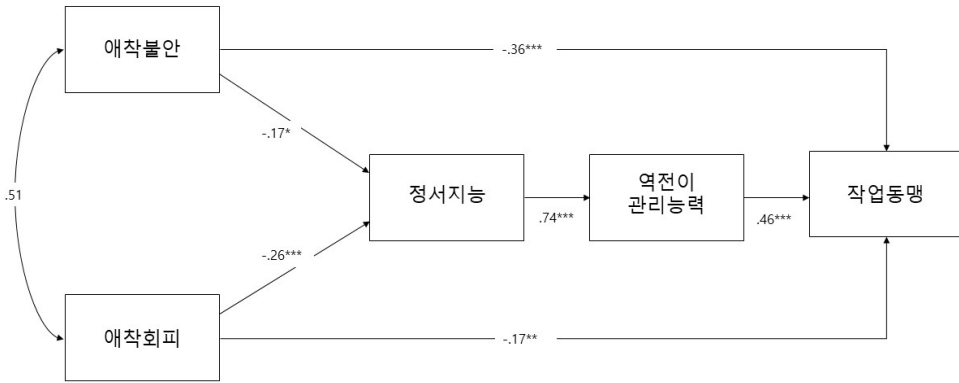 애착불안
-.36***
-.17*
.51
정서지능
.74***
역전이
관리능력
.46***
작업동맹
-.26***
애착회피
-.17**